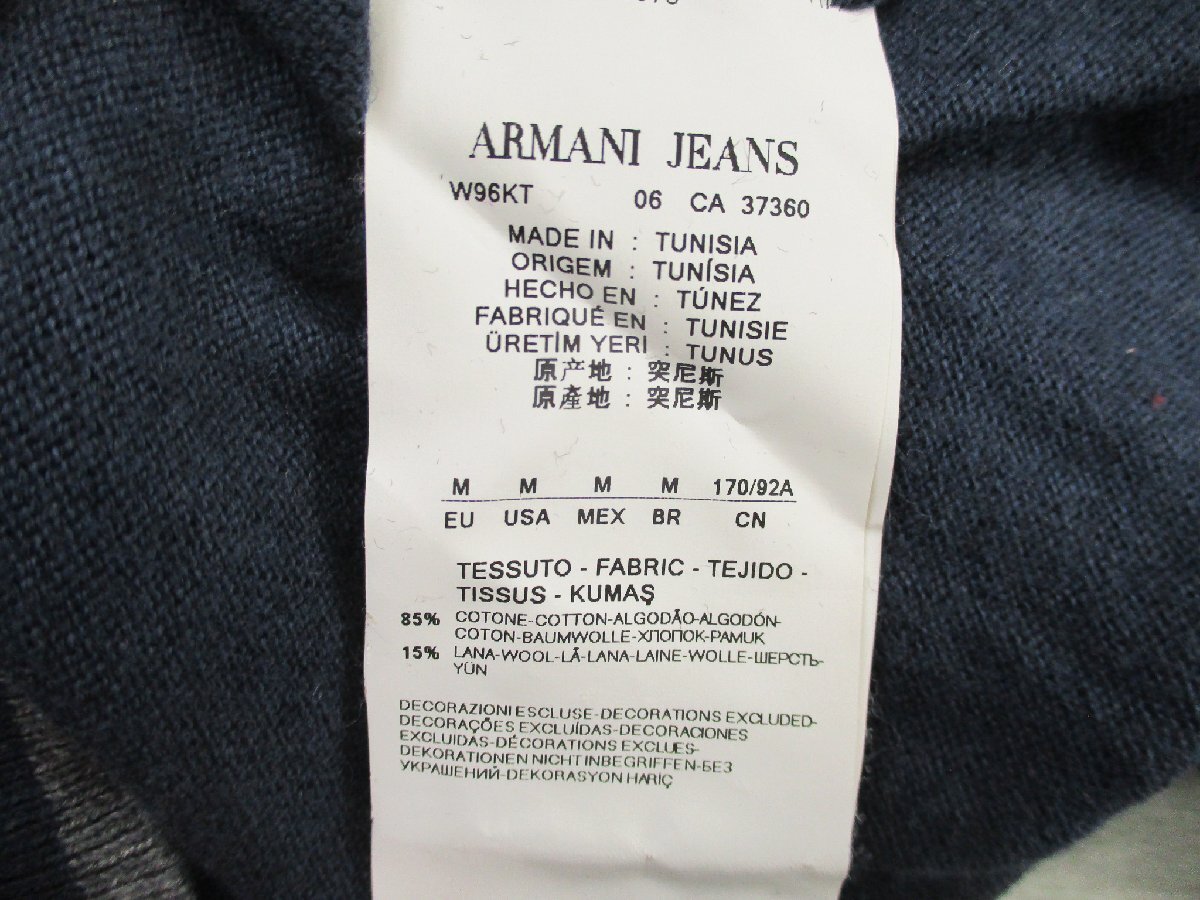 ARMANI JEANS
W96KT 06 CA 37360
MADE IN : TUNISIA
ORIGEM : TUNÍSIA
HECHO EN : TÚNEZ
FABRIQUÉ EN : TUNISIE
ÜRETİM YERI : TUNUS
原产地 : 突尼斯
原產地 : 突尼斯
M M M M 170/92A
EU USA MEX BR CN
TESSUTO - FABRIC - TEJIDO -
TISSUS - KUMAŞ
85% COTONE-COTTON-ALGODÃO-ALGODÓN-
COTON-BAUMWOLLE-ХЛОПОК-PAMUK
15% LANA-WOOL-LÃ-LANA-LAINE-WOLLE-ШЕРСТЬ-
YÜN
DECORAZIONI ESCLUSE-DECORATIONS EXCLUDED-
DECORAÇÕES EXCLUÍDAS-DECORACIONES
EXCLUIDAS-DÉCORATIONS EXCLUES-
DEKORATIONEN NICHT INBEGRIFFEN-БЕЗ
УКРАШЕНИЙ-DEKORASYON HARIÇ